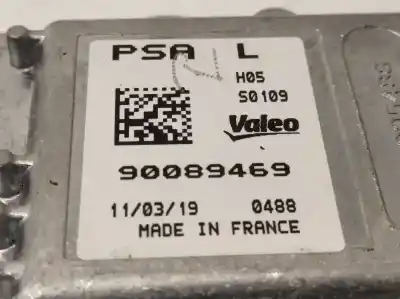 PSA L
H05
S0109
Valeo
90089469
11/03/19 0488
MADE IN FRANCE